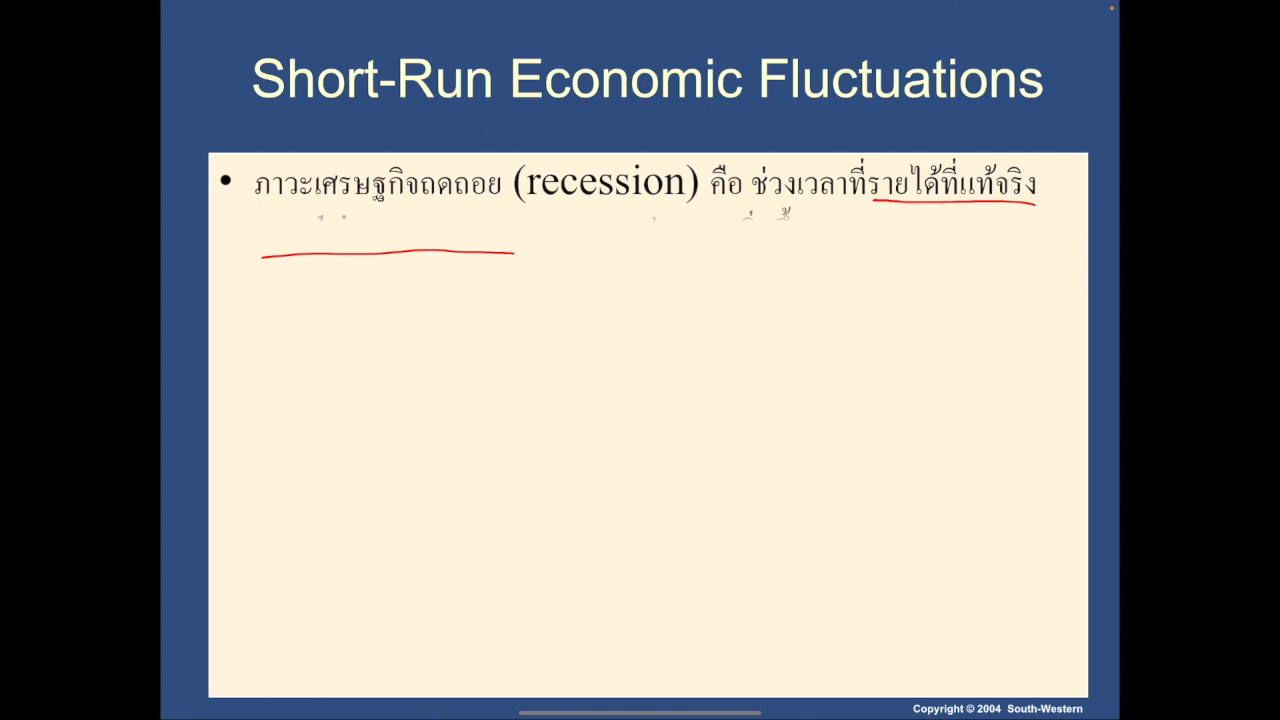 Short-Run Economic Fluctuations
• ภาวะเศรษฐกิจถดถอย (recession) คือ ช่วงเวลาที่รายได้ที่แท้จริง
Copyright © 2004 South-Western